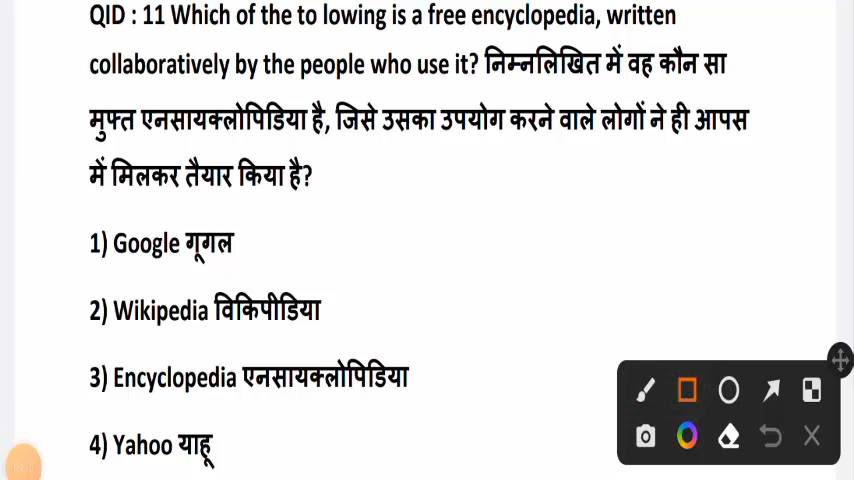 QID : 11 Which of the to lowing is a free encyclopedia, written
collaboratively by the people who use it? निम्नलिखित में वह कौन सा
मुफ्त एनसायक्लोपिडिया है, जिसे उसका उपयोग करने वाले लोगों ने ही आपस
में मिलकर तैयार किया है?
1) Google गूगल
2) Wikipedia विकिपीडिया
3) Encyclopedia एनसायक्लोपिडिया
4) Yahoo याहू